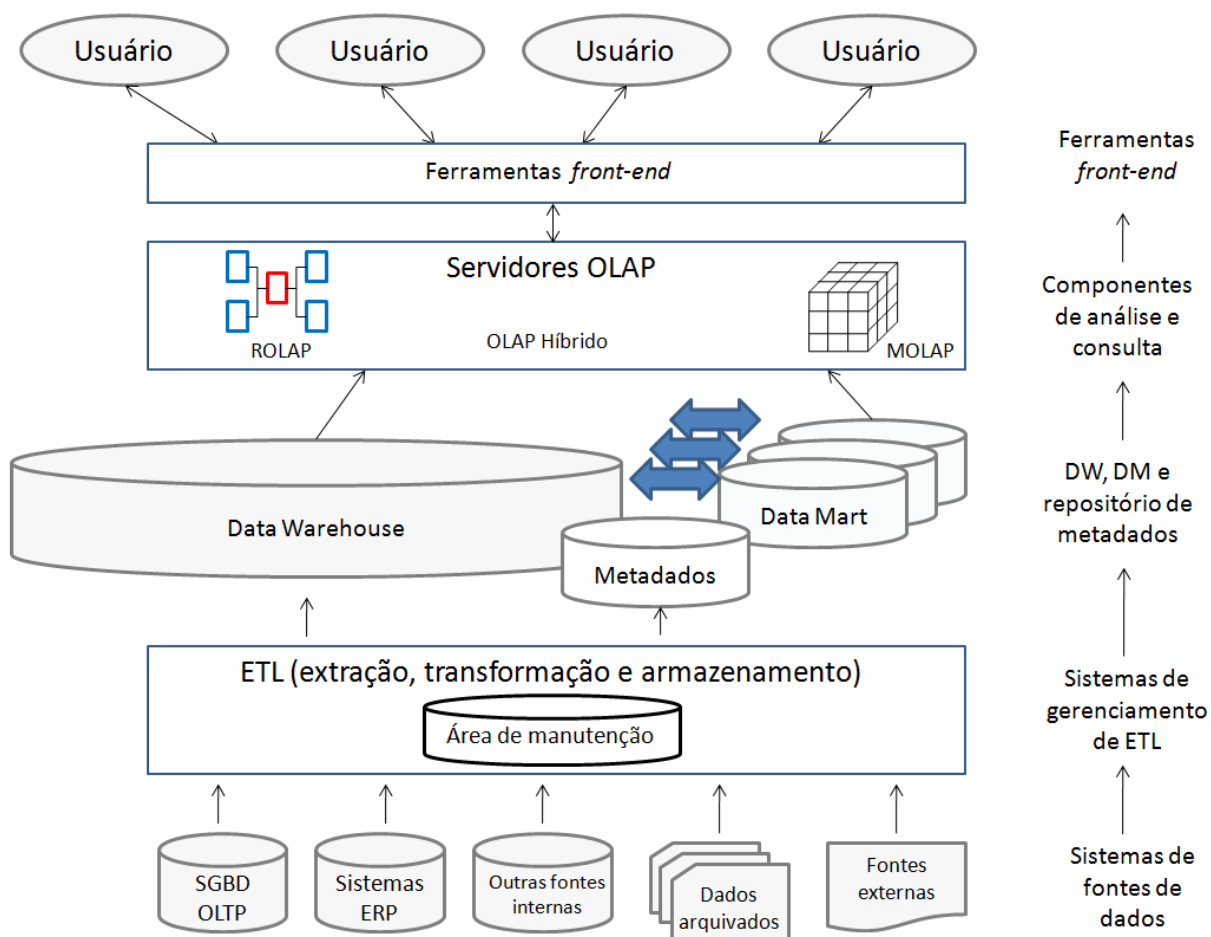 Usuário
Usuário
Usuário
Usuário
Ferramentas front-end
Servidores OLAP
ROLAP
OLAP Híbrido
MOLAP
Data Warehouse
Metadados
Data Mart
ETL (extração, transformação e armazenamento)
Área de manutenção
SGBD
OLTP
Sistemas
ERP
Outras fontes
internas
Dados
arquivados
Fontes
externas
Ferramentas
front-end
Componentes
de análise e
consulta
DW, DM e
repositório de
metadados
Sistemas de
gerenciamento
de ETL
Sistemas de
fontes de
dados